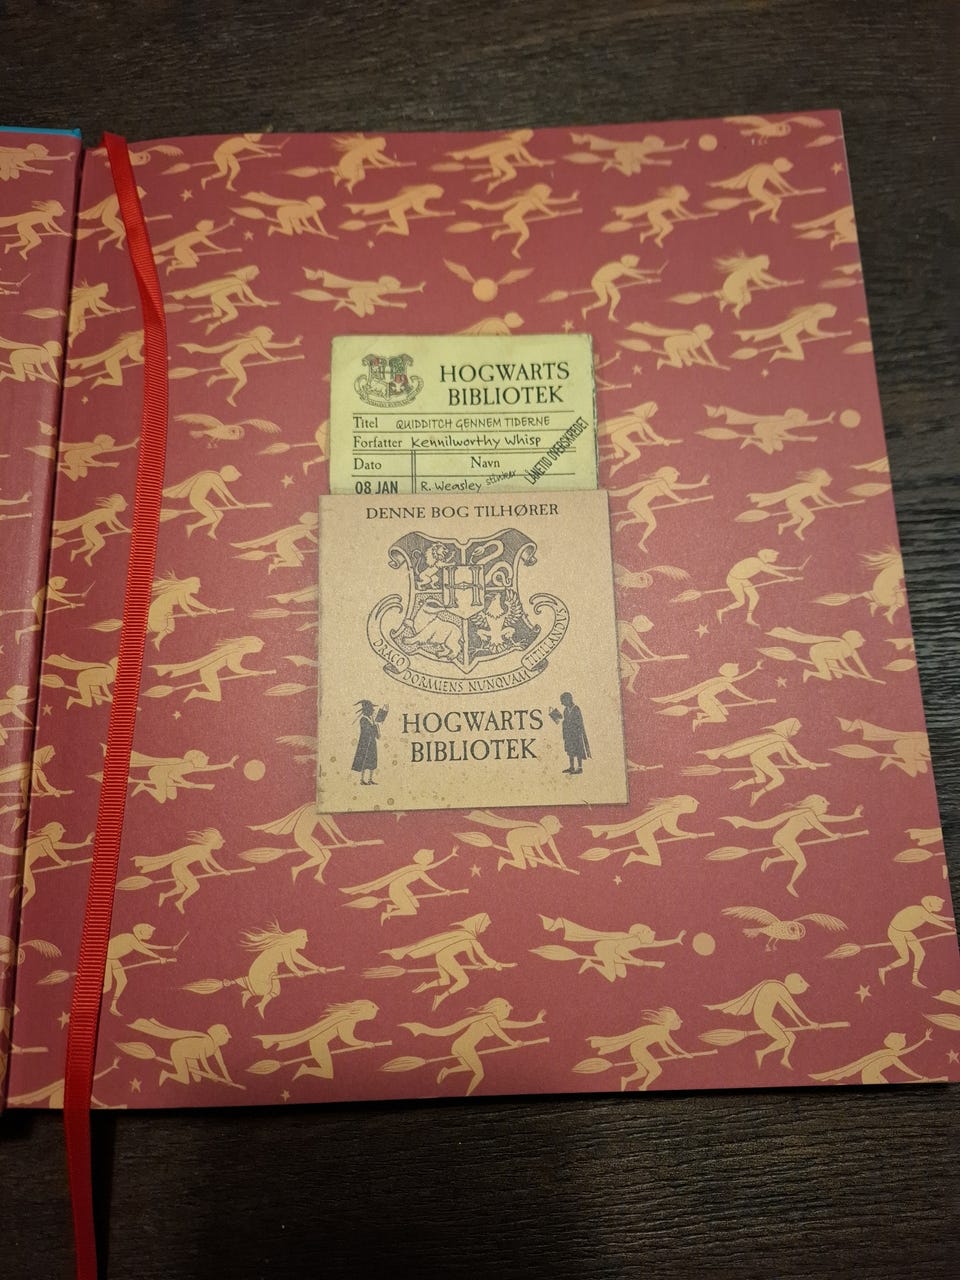 HOGWARTS
BIBLIOTEK
Titel QUIDDITCH GENNEM TIDERNE
Forfatter Kennilworthy Whisp
Dato Navn
LÅNETID OVERSKREDET
08 JAN R. Weasley stinker
DENNE BOG TILHØRER
H
DRACO DORMIENS NUNQUAM TITILLANDUS
HOGWARTS
BIBLIOTEK